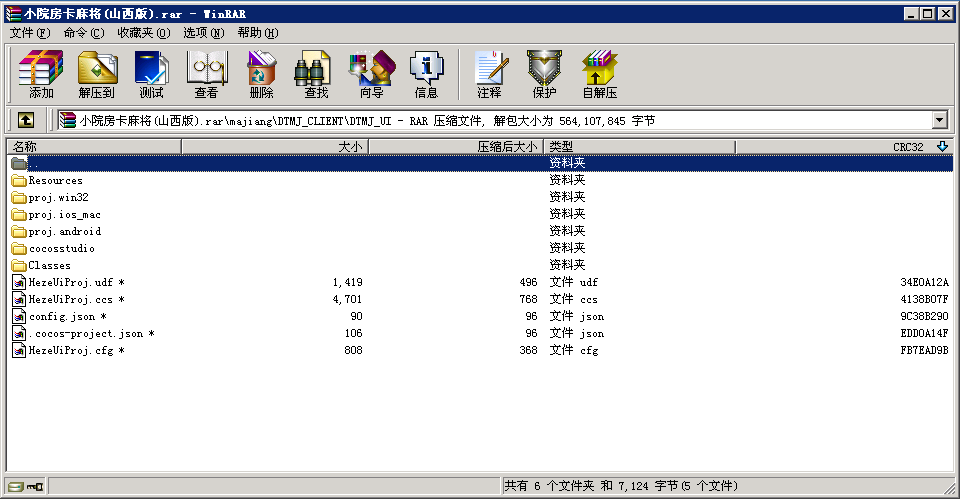 小院房卡麻将(山西版).rar - WinRAR
文件(F) 命令(C) 收藏夹(O) 选项(N) 帮助(H)
添加 解压到 测试 查看 删除 查找 向导 信息 注释 保护 自解压
小院房卡麻将(山西版).rar\majiang\DTMJ_CLIENT\DTMJ_UI - RAR 压缩文件, 解包大小为 564,107,845 字节
名称 大小 压缩后大小 类型 CRC32
.. 资料夹
Resources 资料夹
proj.win32 资料夹
proj.ios_mac 资料夹
proj.android 资料夹
cocosstudio 资料夹
Classes 资料夹
HezeUiProj.udf * 1,419 496 文件 udf 34E0A12A
HezeUiProj.ccs * 4,701 768 文件 ccs 4138B07F
config.json * 90 96 文件 json 9C38B290
.cocos-project.json * 106 96 文件 json EDD0A14F
HezeUiProj.cfg * 808 368 文件 cfg FB7EAD9B
共有 6 个文件夹 和 7,124 字节(5 个文件)